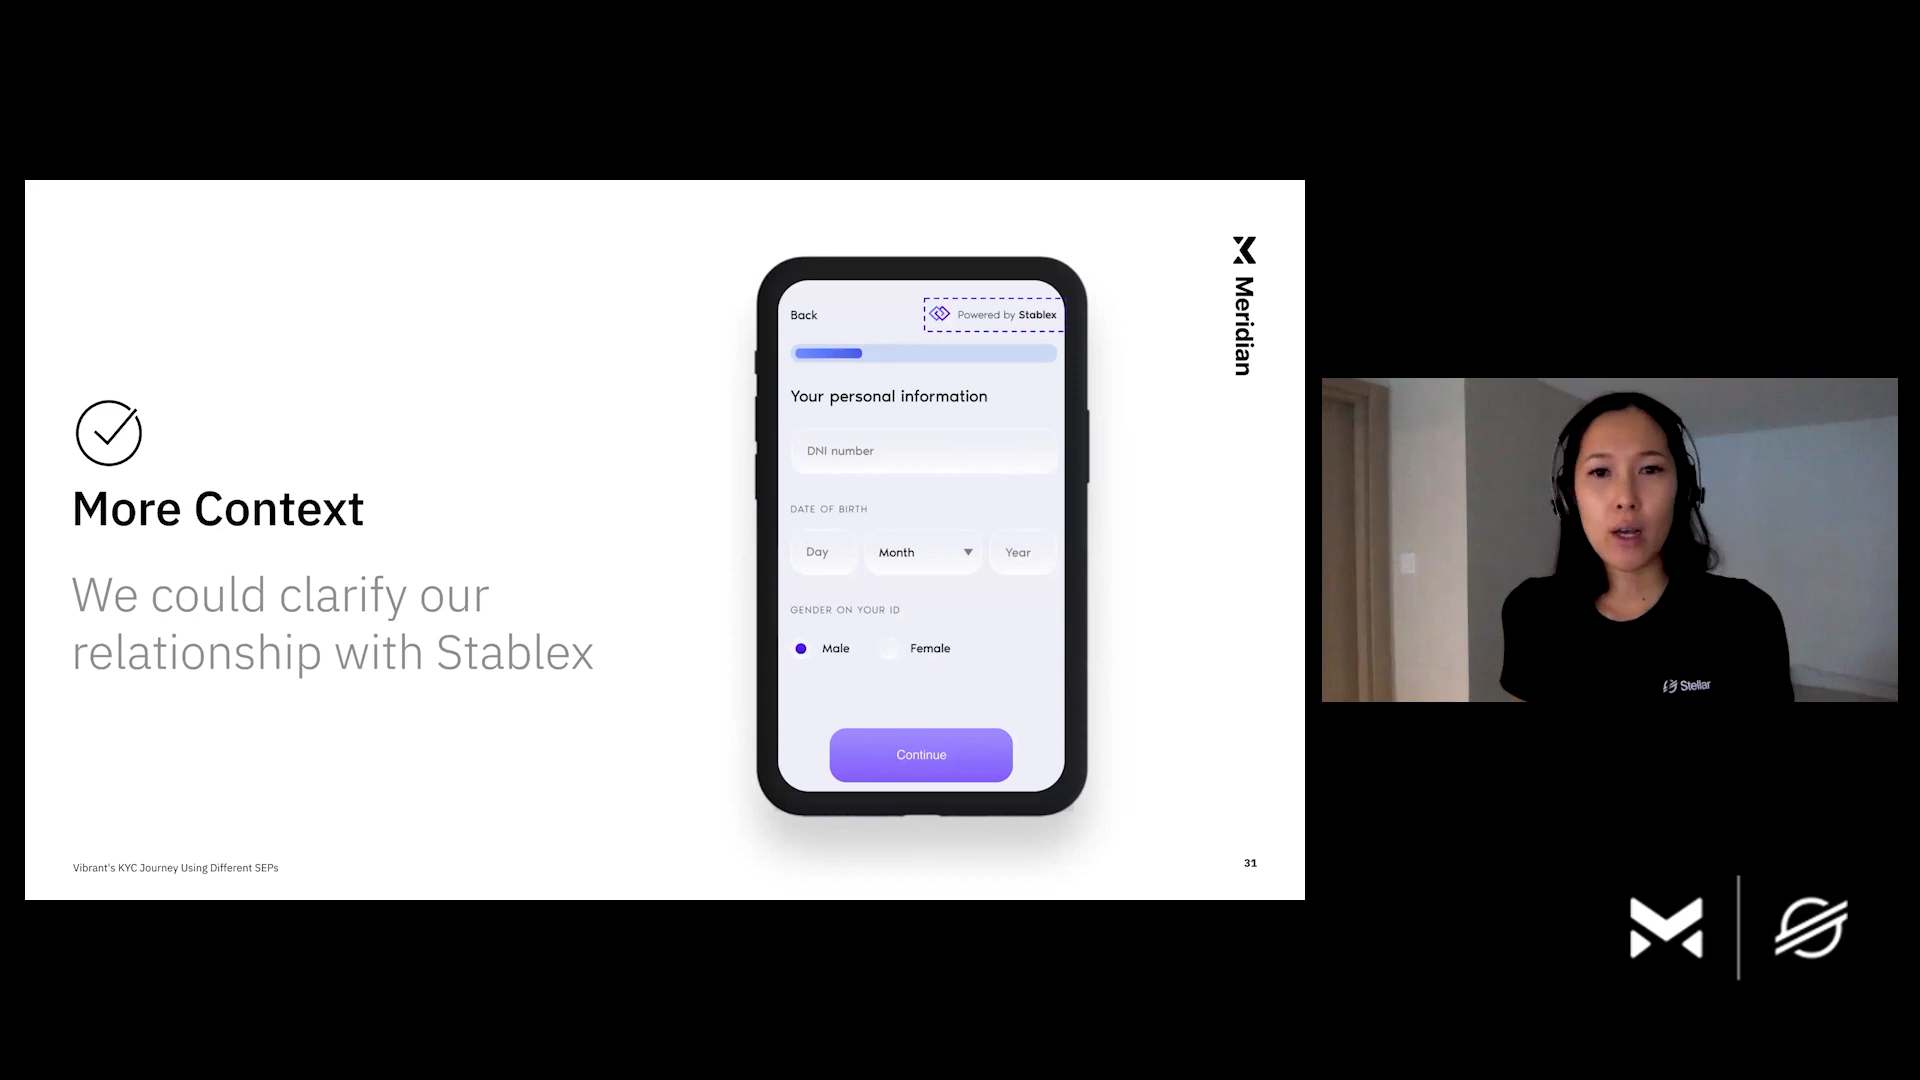 More Context
We could clarify our
relationship with Stablex
Back
Powered by Stablex
Your personal information
DNI number
DATE OF BIRTH
Day
Month
Year
GENDER ON YOUR ID
Male
Female
Continue
Meridian
Vibrant's KYC Journey Using Different SEPs
31
Stellar